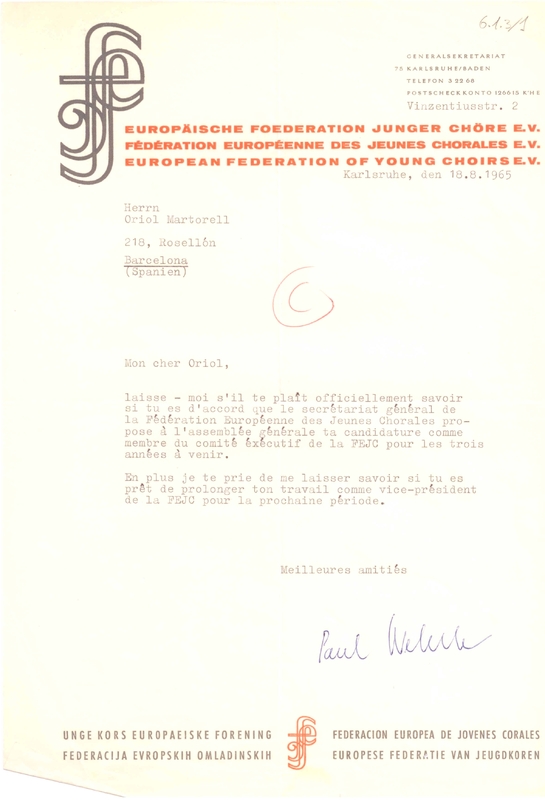 6.1.3/1
GENERALSEKRETARIAT
75 KARLSRUHE/BADEN
TELEFON 3 22 68
POSTSCHECKKONTO 126615 K'HE
Vinzentiusstr. 2
EUROPÄISCHE FOEDERATION JUNGER CHÖRE E.V.
FÉDÉRATION EUROPÉENNE DES JEUNES CHORALES E.V.
EUROPEAN FEDERATION OF YOUNG CHOIRS E.V.
Karlsruhe, den 18.8.1965
Herrn
Oriol Martorell
218, Rosellón
Barcelona
(Spanien)
Mon cher Oriol,
laisse - moi s'il te plaît officiellement savoir
si tu es d'accord que le secrétariat général de
la Fédération Européenne des Jeunes Chorales pro-
pose à l'assemblée générale ta candidature comme
membre du comité éxécutif de la FEJC pour les trois
années à venir.
En plus je te prie de me laisser savoir si tu es
prêt de prolonger ton travail comme vice-président
de la FEJC pour la prochaine période.
Meilleures amitiés
Paul Wehrle
UNGE KORS EUROPAEISKE FORENING
FEDERACIJA EVROPSKIH OMLADINSKIH
FEDERACION EUROPEA DE JOVENES CORALES
EUROPESE FEDERATIE VAN JEUGDKOREN